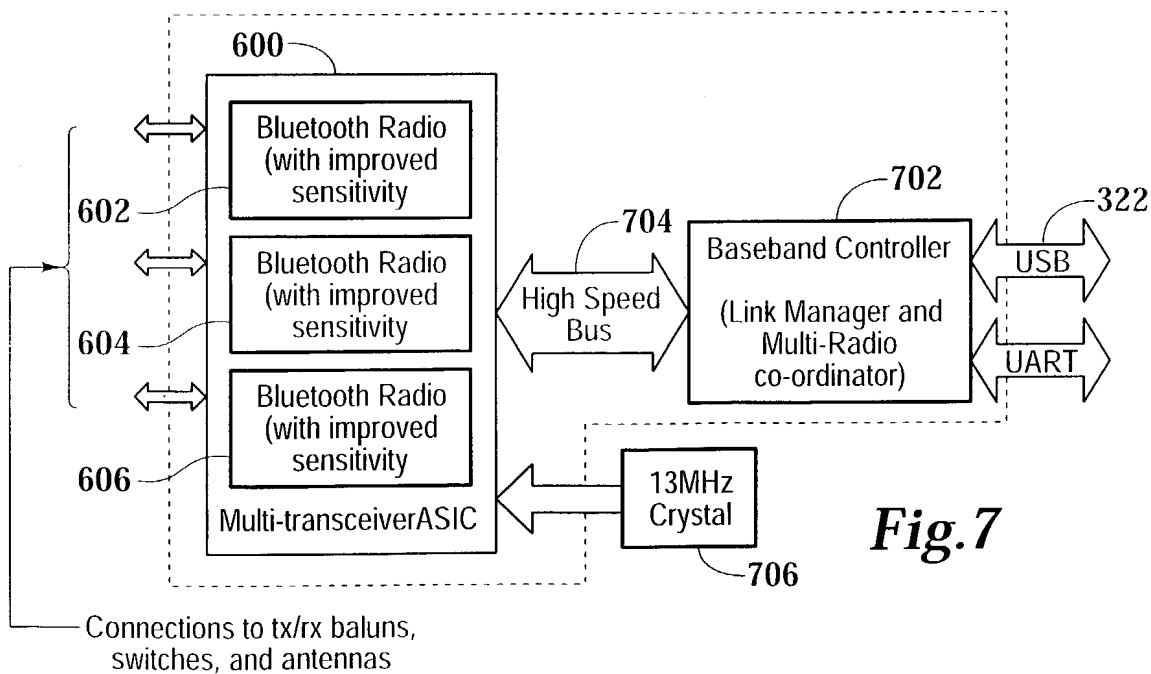 600
Bluetooth Radio
(with improved
sensitivity
602
Bluetooth Radio
(with improved
sensitivity
604
Bluetooth Radio
(with improved
sensitivity
606
Multi-transceiverASIC
704
High Speed
Bus
702
Baseband Controller
(Link Manager and
Multi-Radio
co-ordinator)
322
USB
UART
13MHz
Crystal
706
Fig.7
Connections to tx/rx baluns,
switches, and antennas